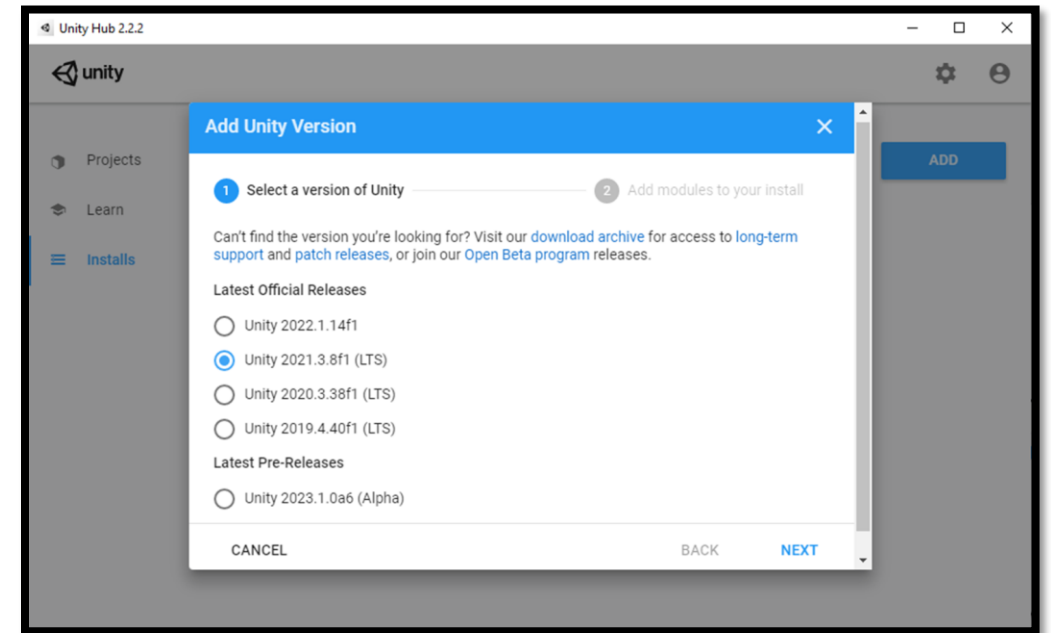 Unity Hub 2.2.2
unity
Projects
Learn
Installs
ADD
Add Unity Version
1 Select a version of Unity
2 Add modules to your install
Can't find the version you're looking for? Visit our download archive for access to long-term
support and patch releases, or join our Open Beta program releases.
Latest Official Releases
Unity 2022.1.14f1
Unity 2021.3.8f1 (LTS)
Unity 2020.3.38f1 (LTS)
Unity 2019.4.40f1 (LTS)
Latest Pre-Releases
Unity 2023.1.0a6 (Alpha)
CANCEL
BACK
NEXT